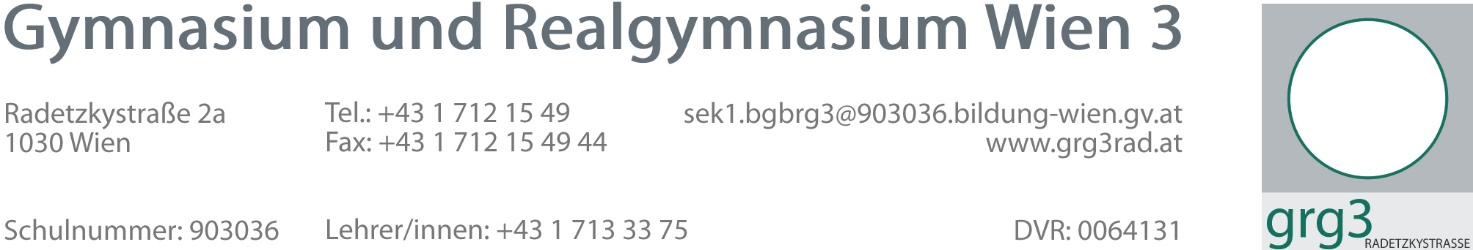 Gymnasium und Realgymnasium Wien 3
Radetzkystraße 2a Tel.: +43 1 712 15 49 sek1.bgbrg3@903036.bildung-wien.gv.at
1030 Wien Fax: +43 1 712 15 49 44 www.grg3rad.at
Schulnummer: 903036 Lehrer/innen: +43 1 713 33 75 DVR: 0064131
grg3 RADETZKYSTRASSE